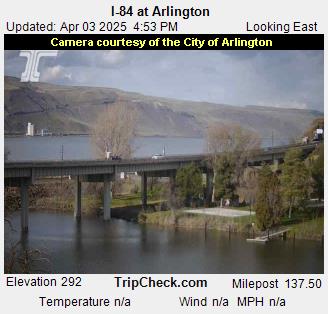 I-84 at Arlington
Updated: Apr 03 2025 4:53 PM Looking East
Camera courtesy of the City of Arlington
Elevation 292 TripCheck.com Milepost 137.50
Temperature n/a Wind n/a MPH n/a